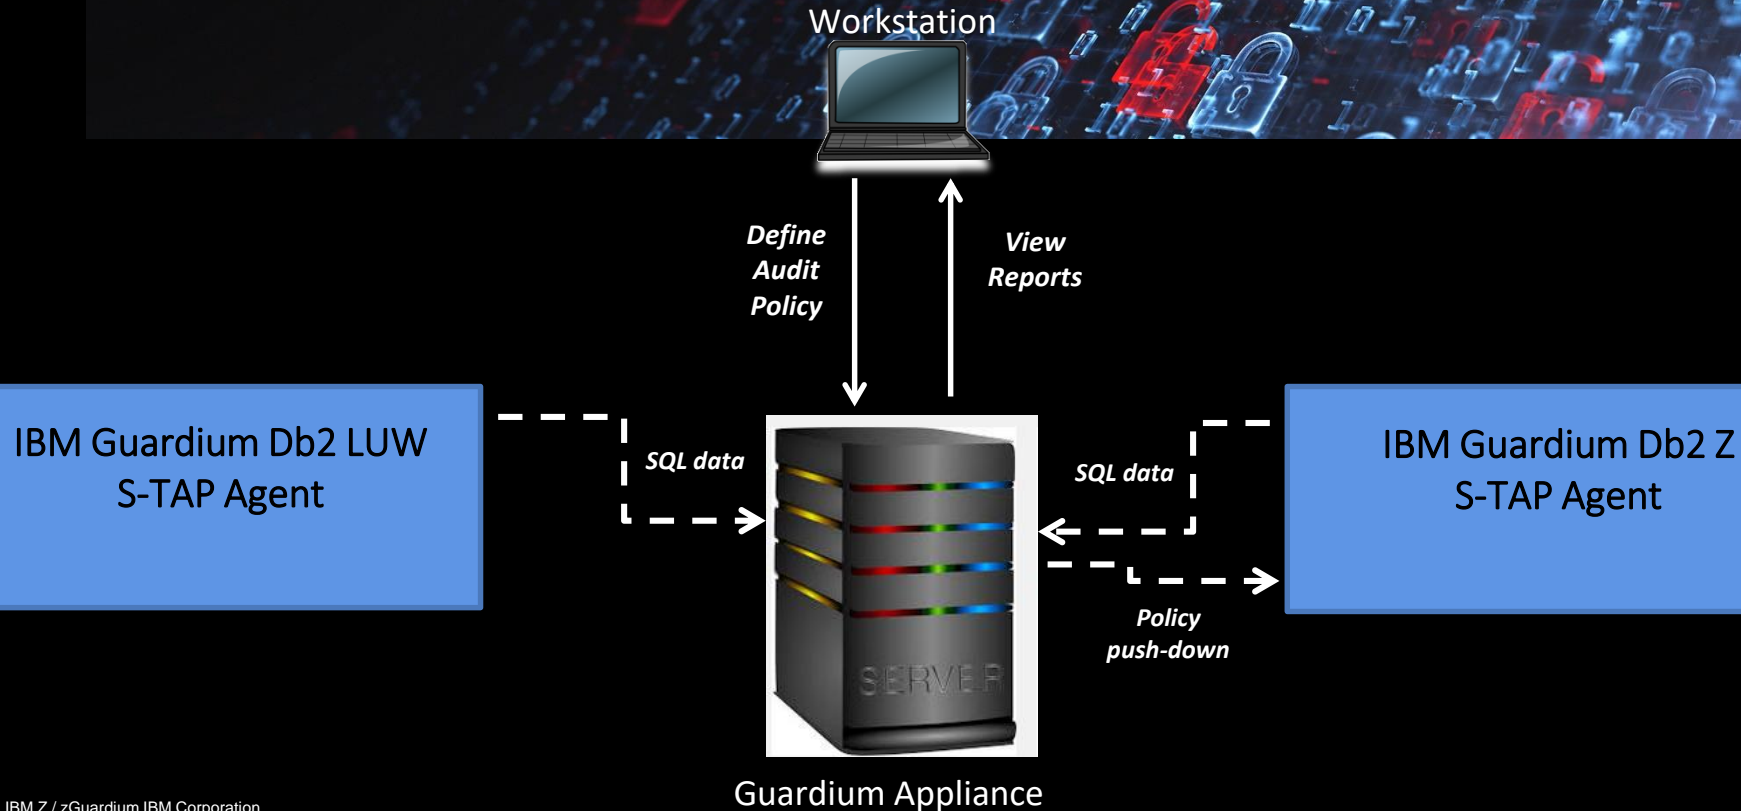 Workstation
Define
Audit
Policy
View
Reports
IBM Guardium Db2 LUW
S-TAP Agent
SQL data
SQL data
IBM Guardium Db2 Z
S-TAP Agent
Policy
push-down
SERVER
Guardium Appliance
IBM Z / zGuardium IBM Corporation